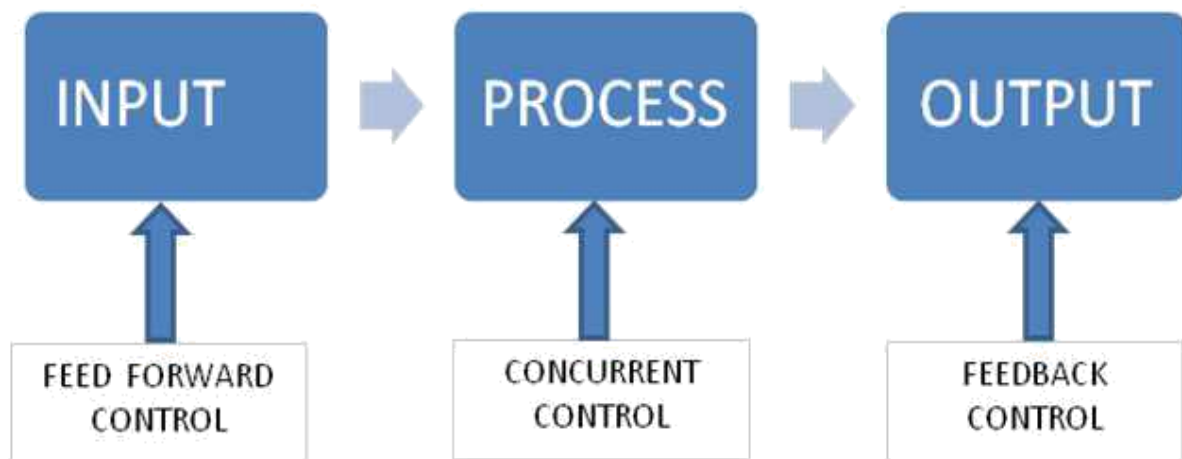 INPUT
PROCESS
OUTPUT
FEED FORWARD
CONTROL
CONCURRENT
CONTROL
FEEDBACK
CONTROL